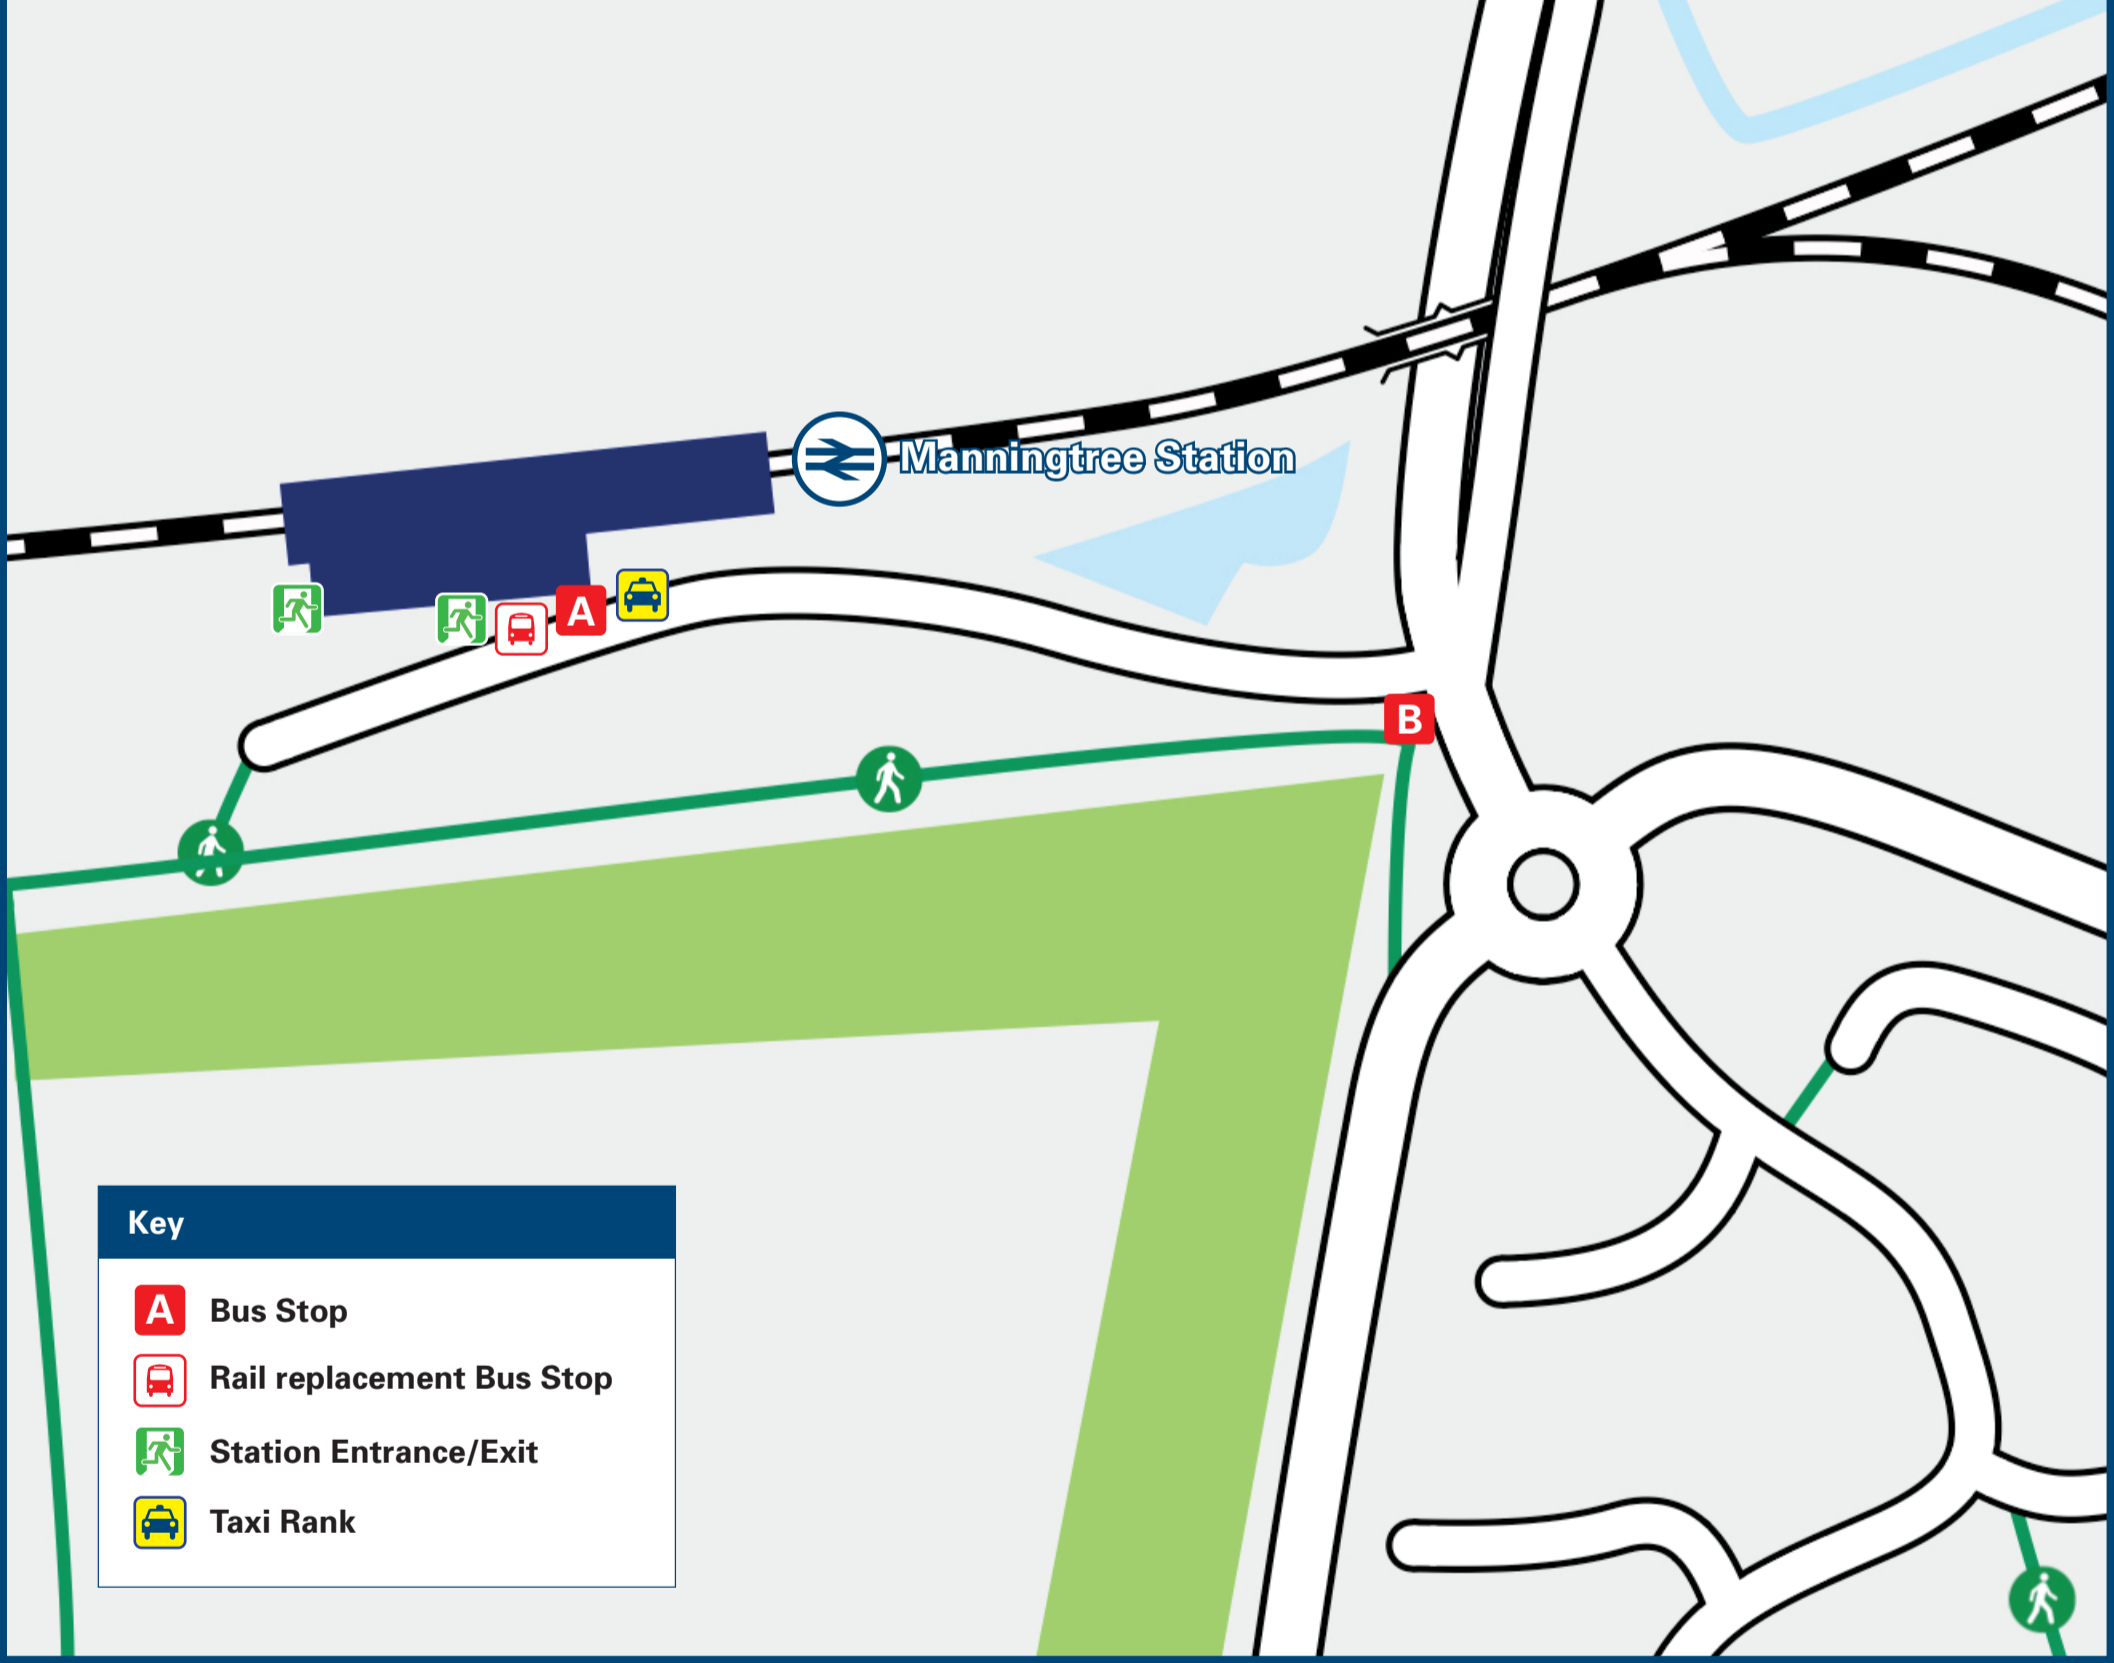 Manningtree Station
A
B
Key
A Bus Stop
Rail replacement Bus Stop
Station Entrance/Exit
Taxi Rank